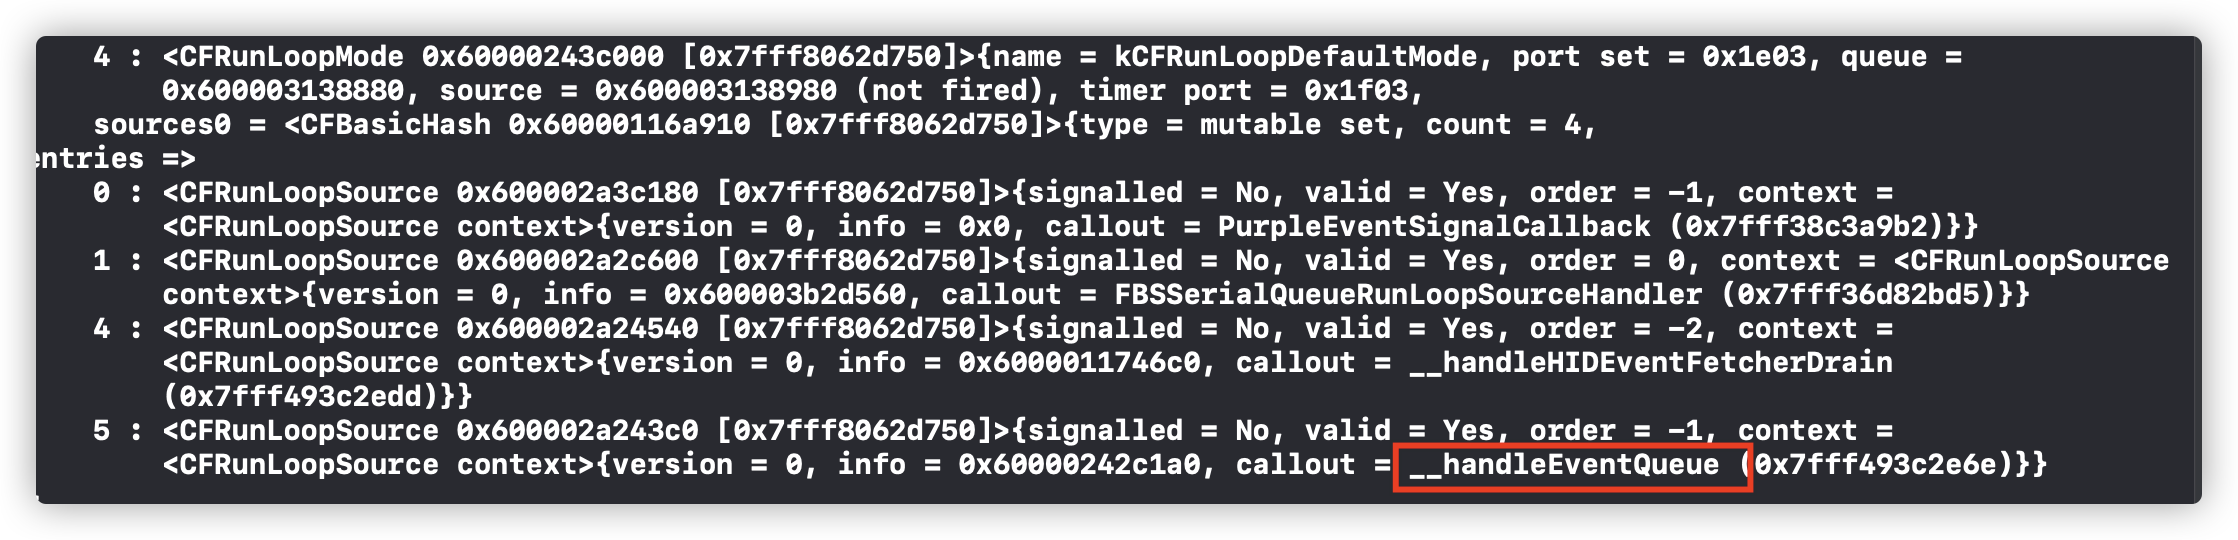 4 : <CFRunLoopMode 0x60000243c000 [0x7fff8062d750]>{name = kCFRunLoopDefaultMode, port set = 0x1e03, queue =
0x600003138880, source = 0x600003138980 (not fired), timer port = 0x1f03,
sources0 = <CFBasicHash 0x60000116a910 [0x7fff8062d750]>{type = mutable set, count = 4,
entries =>
0 : <CFRunLoopSource 0x600002a3c180 [0x7fff8062d750]>{signalled = No, valid = Yes, order = -1, context =
<CFRunLoopSource context>{version = 0, info = 0x0, callout = PurpleEventSignalCallback (0x7fff38c3a9b2)}}
1 : <CFRunLoopSource 0x600002a2c600 [0x7fff8062d750]>{signalled = No, valid = Yes, order = 0, context = <CFRunLoopSource
context>{version = 0, info = 0x600003b2d560, callout = FBSSerialQueueRunLoopSourceHandler (0x7fff36d82bd5)}}
4 : <CFRunLoopSource 0x600002a24540 [0x7fff8062d750]>{signalled = No, valid = Yes, order = -2, context =
<CFRunLoopSource context>{version = 0, info = 0x6000011746c0, callout = __handleHIDEventFetcherDrain
(0x7fff493c2edd)}}
5 : <CFRunLoopSource 0x600002a243c0 [0x7fff8062d750]>{signalled = No, valid = Yes, order = -1, context =
<CFRunLoopSource context>{version = 0, info = 0x60000242c1a0, callout = __handleEventQueue (0x7fff493c2e6e)}}